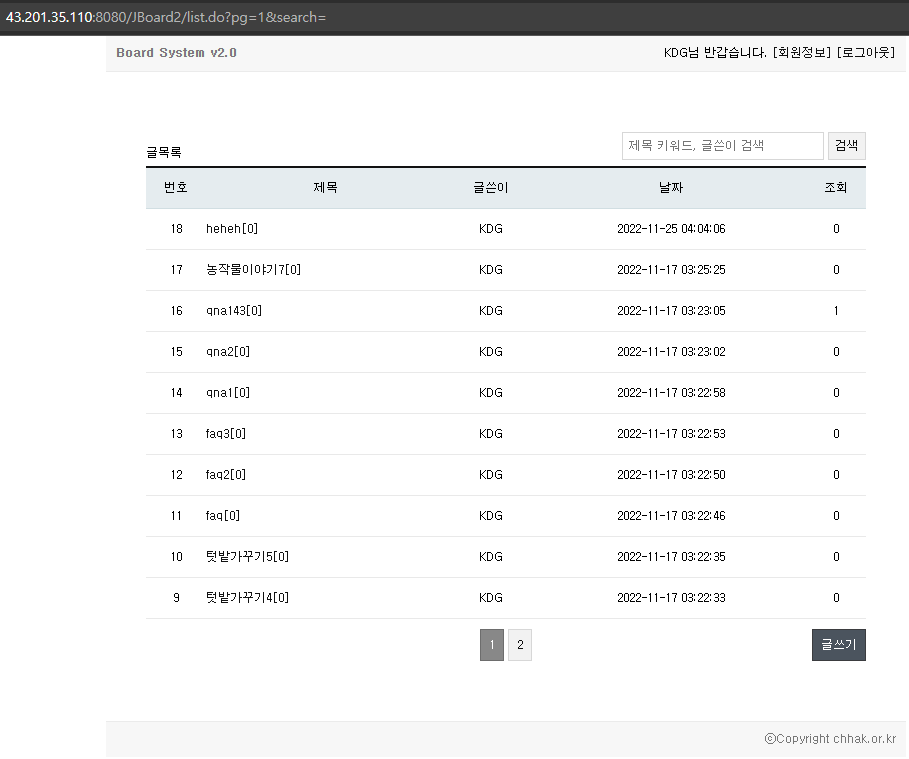 43.201.35.110:8080/JBoard2/list.do?pg=1&search=
Board System v2.0 KDG님 반갑습니다. [회원정보] [로그아웃]
글목록 제목 키워드, 글쓴이 검색 검색
번호 제목 글쓴이 날짜 조회
18 heheh[0] KDG 2022-11-25 04:04:06 0
17 농작물이야기7[0] KDG 2022-11-17 03:25:25 0
16 qna143[0] KDG 2022-11-17 03:23:05 1
15 qna2[0] KDG 2022-11-17 03:23:02 0
14 qna1[0] KDG 2022-11-17 03:22:58 0
13 faq3[0] KDG 2022-11-17 03:22:53 0
12 faq2[0] KDG 2022-11-17 03:22:50 0
11 faq[0] KDG 2022-11-17 03:22:46 0
10 텃밭가꾸기5[0] KDG 2022-11-17 03:22:35 0
9 텃밭가꾸기4[0] KDG 2022-11-17 03:22:33 0
1 2 글쓰기
ⓒCopyright chhak.or.kr